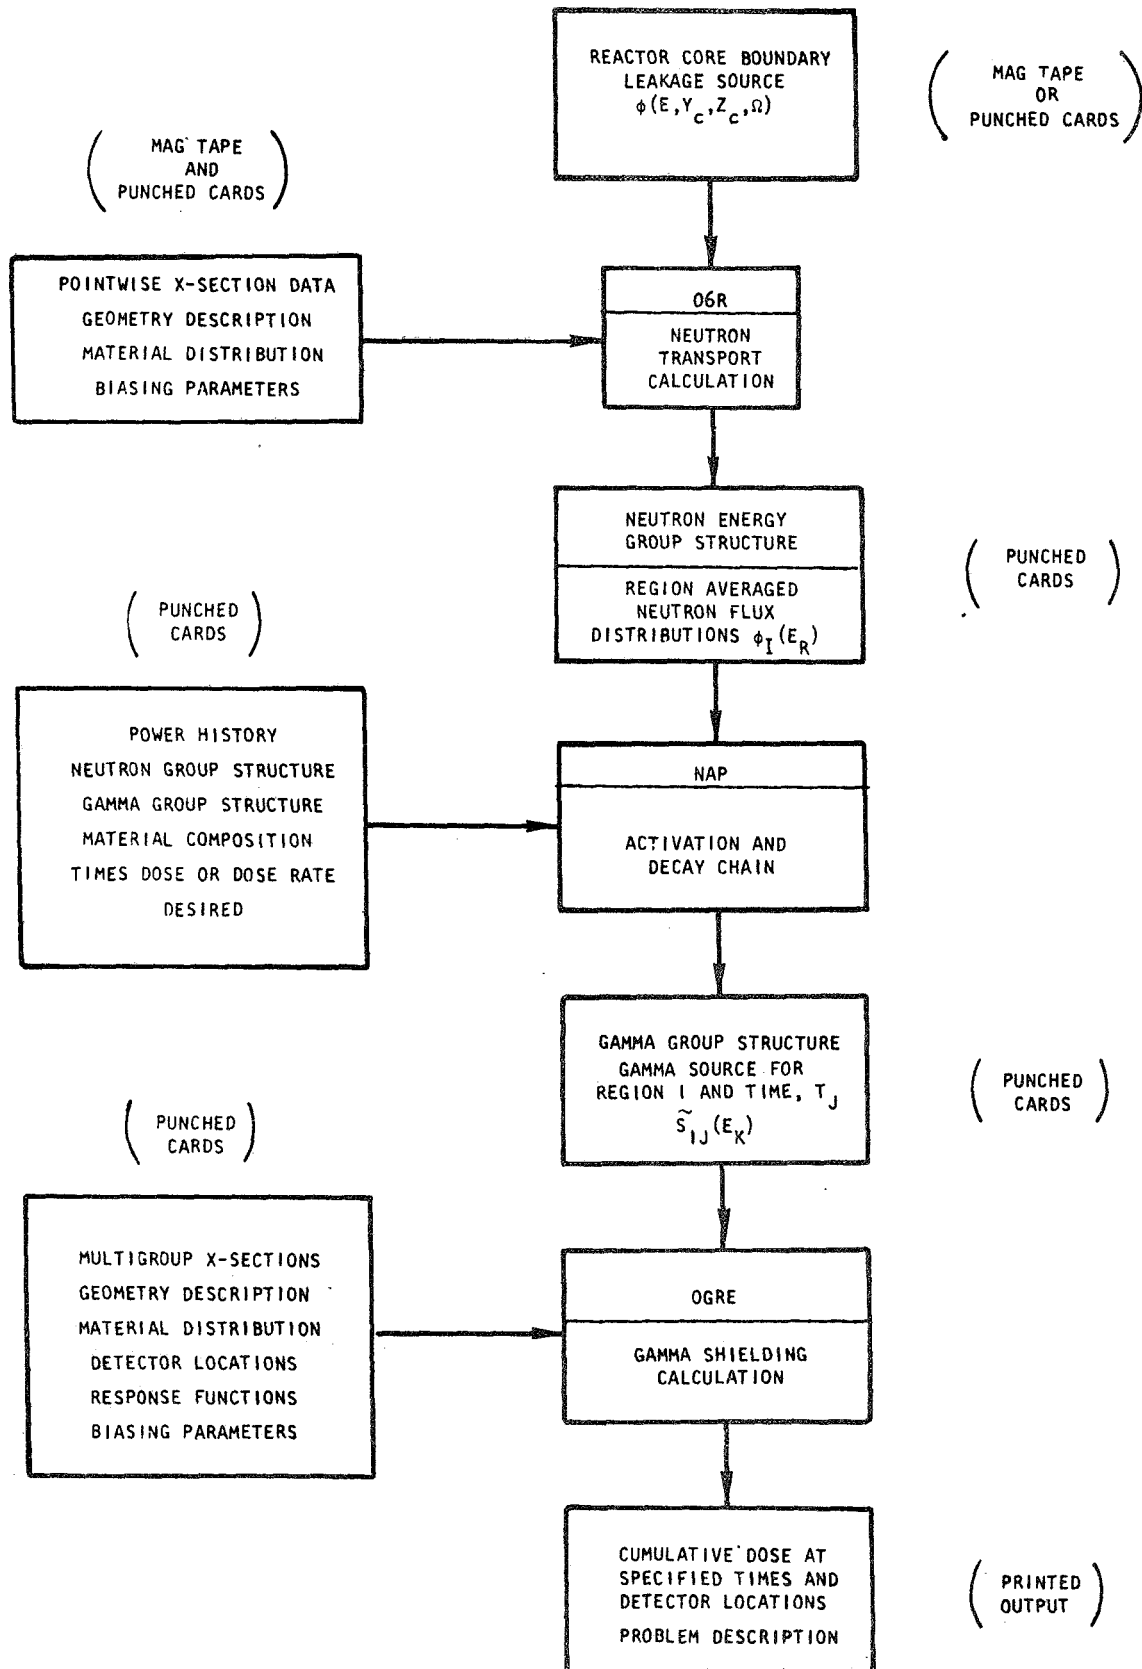 REACTOR CORE BOUNDARY
LEAKAGE SOURCE
φ(E,Y_c,Z_c,Ω)
MAG TAPE
OR
PUNCHED CARDS
MAG TAPE
AND
PUNCHED CARDS
POINTWISE X-SECTION DATA
GEOMETRY DESCRIPTION
MATERIAL DISTRIBUTION
BIASING PARAMETERS
O6R
NEUTRON
TRANSPORT
CALCULATION
NEUTRON ENERGY
GROUP STRUCTURE
REGION AVERAGED
NEUTRON FLUX
DISTRIBUTIONS φ_I(E_R)
PUNCHED
CARDS
PUNCHED
CARDS
POWER HISTORY
NEUTRON GROUP STRUCTURE
GAMMA GROUP STRUCTURE
MATERIAL COMPOSITION
TIMES DOSE OR DOSE RATE
DESIRED
NAP
ACTIVATION AND
DECAY CHAIN
GAMMA GROUP STRUCTURE
GAMMA SOURCE FOR
REGION I AND TIME, T_J
S̃_IJ(E_K)
PUNCHED
CARDS
PUNCHED
CARDS
MULTIGROUP X-SECTIONS
GEOMETRY DESCRIPTION
MATERIAL DISTRIBUTION
DETECTOR LOCATIONS
RESPONSE FUNCTIONS
BIASING PARAMETERS
OGRE
GAMMA SHIELDING
CALCULATION
CUMULATIVE DOSE AT
SPECIFIED TIMES AND
DETECTOR LOCATIONS
PROBLEM DESCRIPTION
PRINTED
OUTPUT